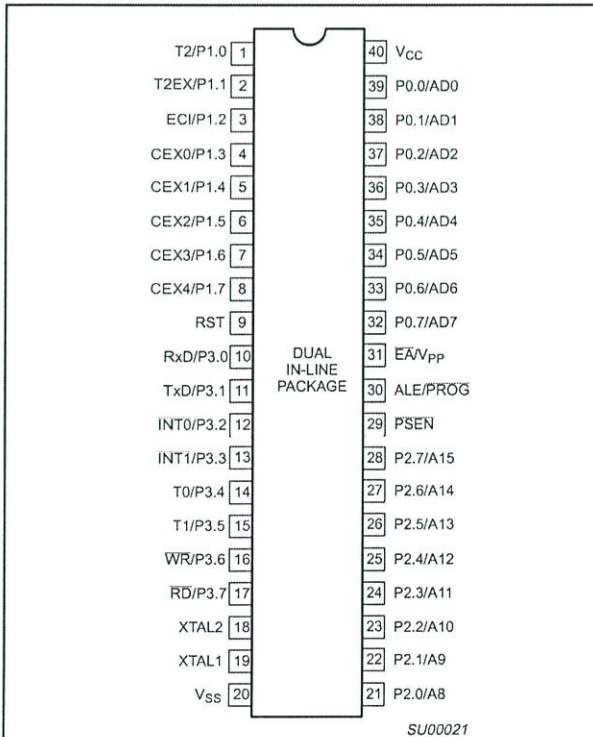 T2/P1.0 1
T2EX/P1.1 2
ECI/P1.2 3
CEX0/P1.3 4
CEX1/P1.4 5
CEX2/P1.5 6
CEX3/P1.6 7
CEX4/P1.7 8
RST 9
RxD/P3.0 10
TxD/P3.1 11
INT0/P3.2 12
INT1/P3.3 13
T0/P3.4 14
T1/P3.5 15
WR/P3.6 16
RD/P3.7 17
XTAL2 18
XTAL1 19
VSS 20
DUAL
IN-LINE
PACKAGE
40 VCC
39 P0.0/AD0
38 P0.1/AD1
37 P0.2/AD2
36 P0.3/AD3
35 P0.4/AD4
34 P0.5/AD5
33 P0.6/AD6
32 P0.7/AD7
31 EA/VPP
30 ALE/PROG
29 PSEN
28 P2.7/A15
27 P2.6/A14
26 P2.5/A13
25 P2.4/A12
24 P2.3/A11
23 P2.2/A10
22 P2.1/A9
21 P2.0/A8
SU00021